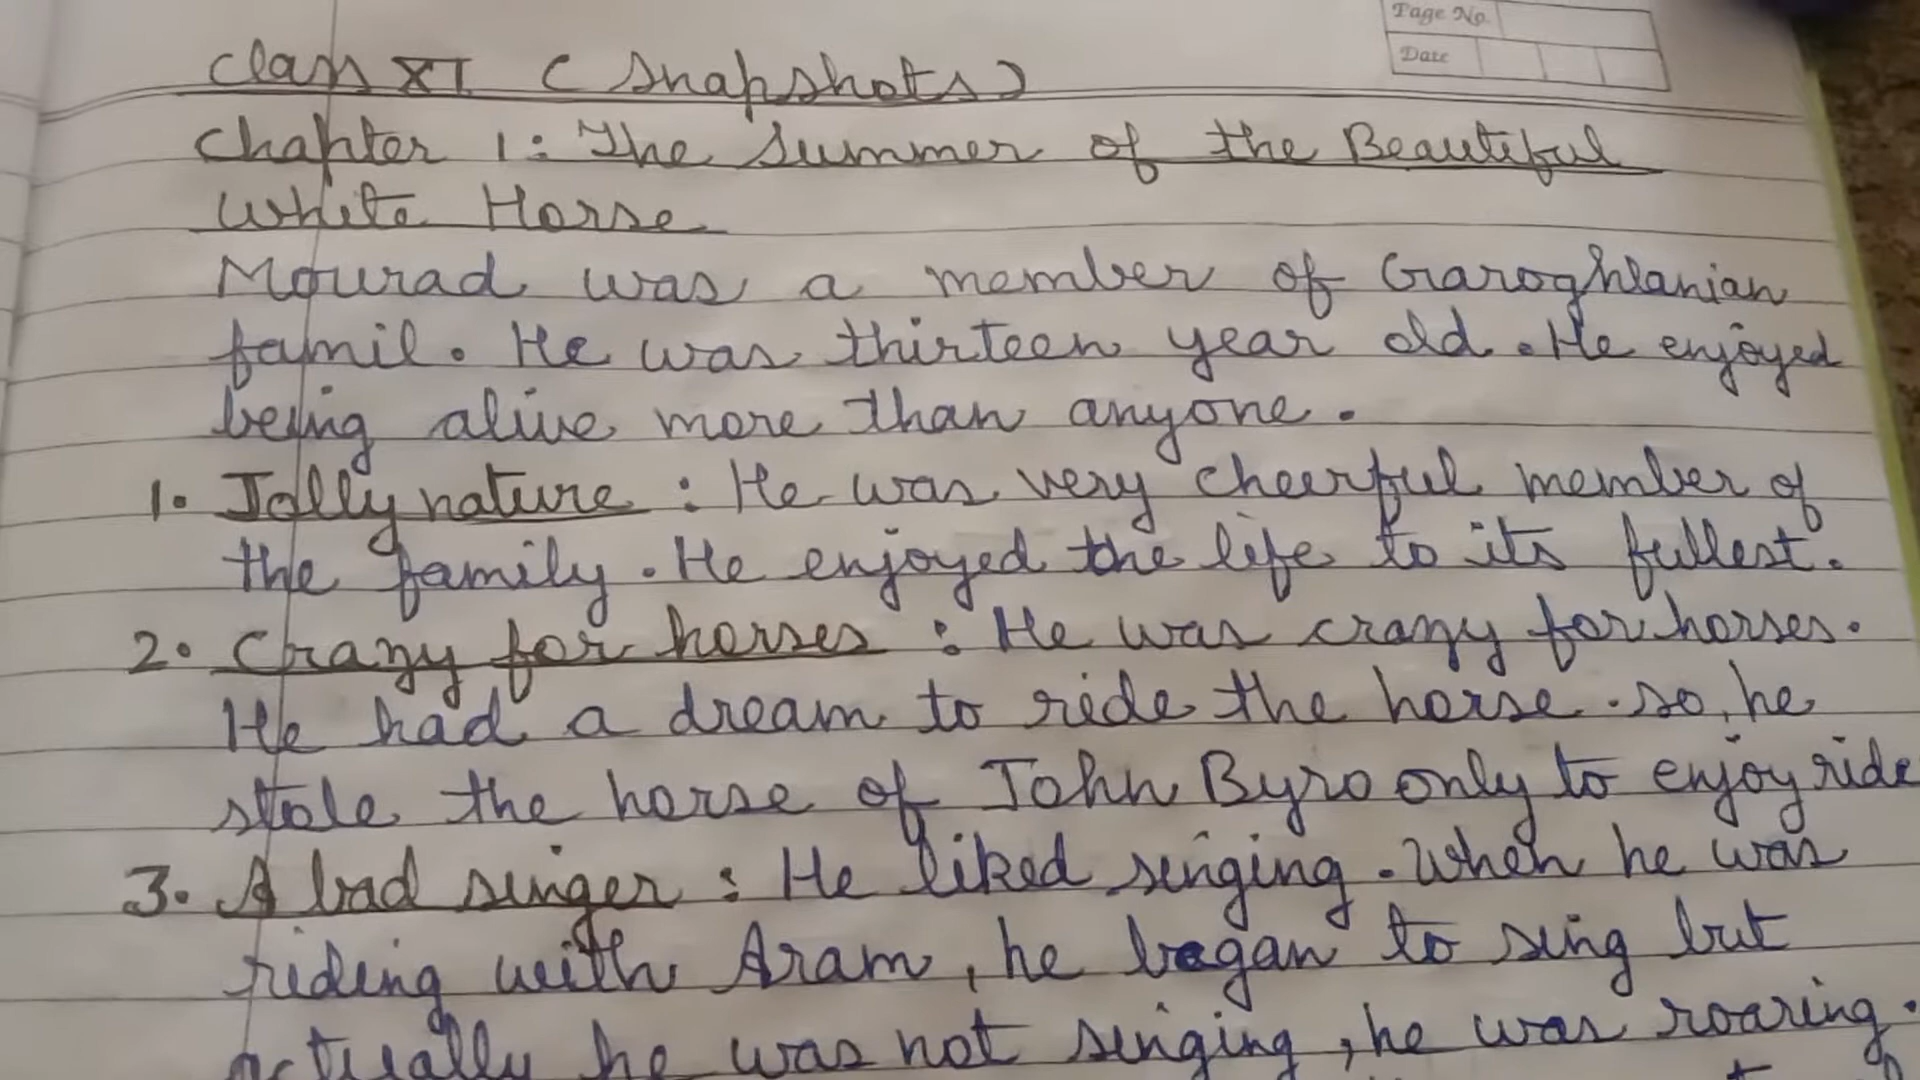 Page No.
Date
Class XI (Snapshots)
Chapter 1: The Summer of the Beautiful
White Horse
Mourad was a member of Garoghlanian
famil. He was thirteen year old. He enjoyed
being alive more than anyone.
1. Jolly nature : He was very cheerful member of
the family. He enjoyed the life to its fullest.
2. Crazy for horses : He was crazy for horses.
He had a dream to ride the horse. so, he
stole the horse of John Byro only to enjoy ride
3. A bad singer : He liked singing. When he was
riding with Aram, he began to sing but
actually he was not singing, he was roaring.